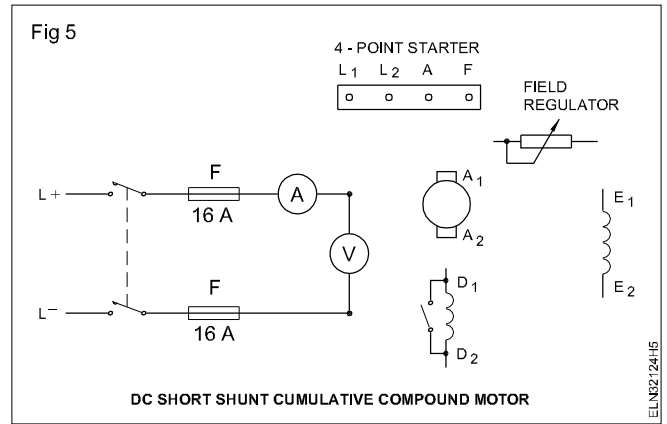 Fig 5
4 - POINT STARTER
L1 L2 A F
FIELD
REGULATOR
L+
F
16 A
A
V
L−
F
16 A
A1
A2
D1
D2
E1
E2
DC SHORT SHUNT CUMULATIVE COMPOUND MOTOR
ELN32124H5